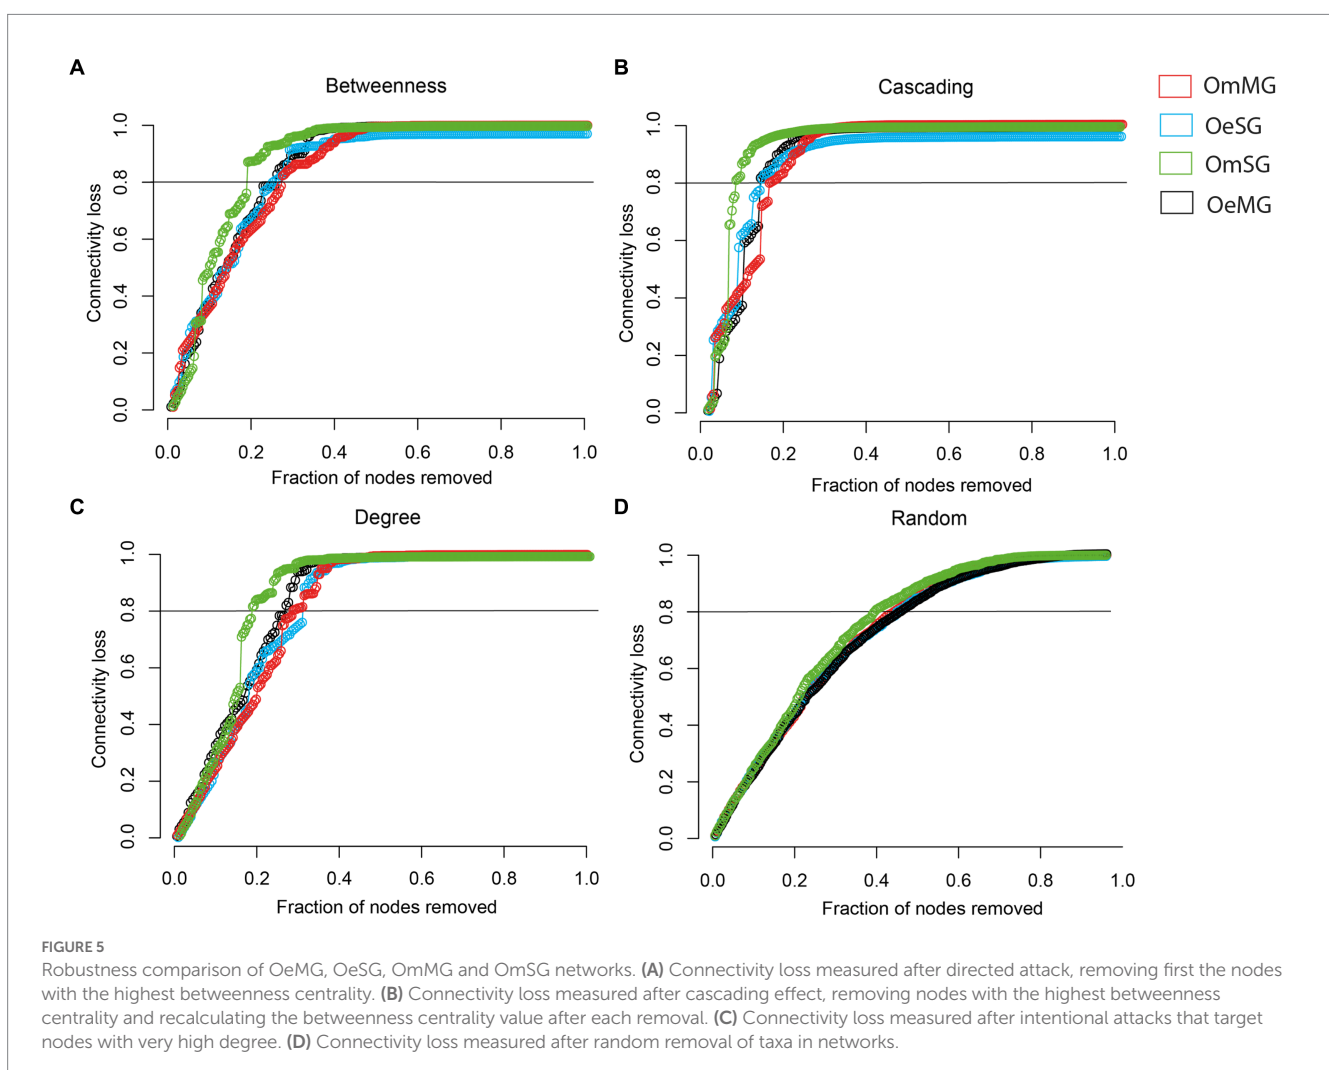 A
Betweenness
Connectivity loss
0.0 0.2 0.4 0.6 0.8 1.0
0.0 0.2 0.4 0.6 0.8 1.0
Fraction of nodes removed
B
Cascading
Connectivity loss
0.0 0.2 0.4 0.6 0.8 1.0
0.0 0.2 0.4 0.6 0.8 1.0
Fraction of nodes removed
OmMG
OeSG
OmSG
OeMG
C
Degree
Connectivity loss
0.0 0.2 0.4 0.6 0.8 1.0
0.0 0.2 0.4 0.6 0.8 1.0
Fraction of nodes removed
D
Random
Connectivity loss
0.0 0.2 0.4 0.6 0.8 1.0
0.0 0.2 0.4 0.6 0.8 1.0
Fraction of nodes removed
FIGURE 5
Robustness comparison of OeMG, OeSG, OmMG and OmSG networks. (A) Connectivity loss measured after directed attack, removing first the nodes
with the highest betweenness centrality. (B) Connectivity loss measured after cascading effect, removing nodes with the highest betweenness
centrality and recalculating the betweenness centrality value after each removal. (C) Connectivity loss measured after intentional attacks that target
nodes with very high degree. (D) Connectivity loss measured after random removal of taxa in networks.